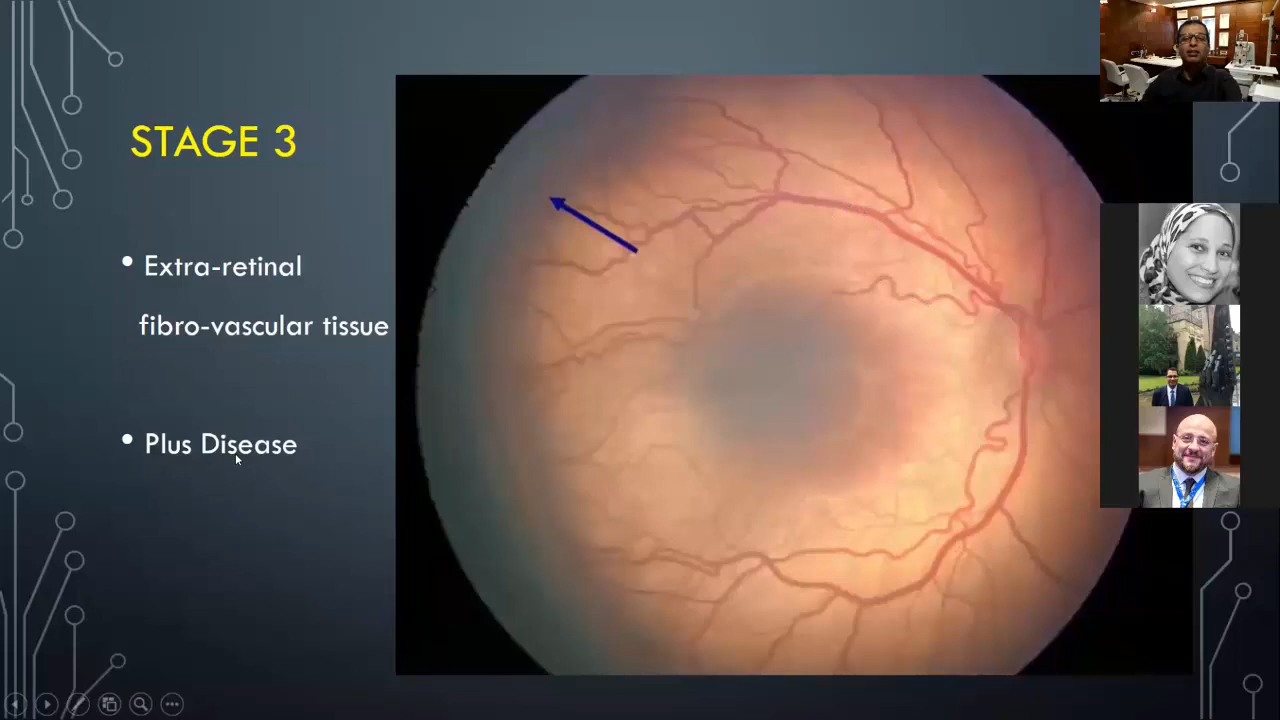 STAGE 3
• Extra-retinal
fibro-vascular tissue
• Plus Disease